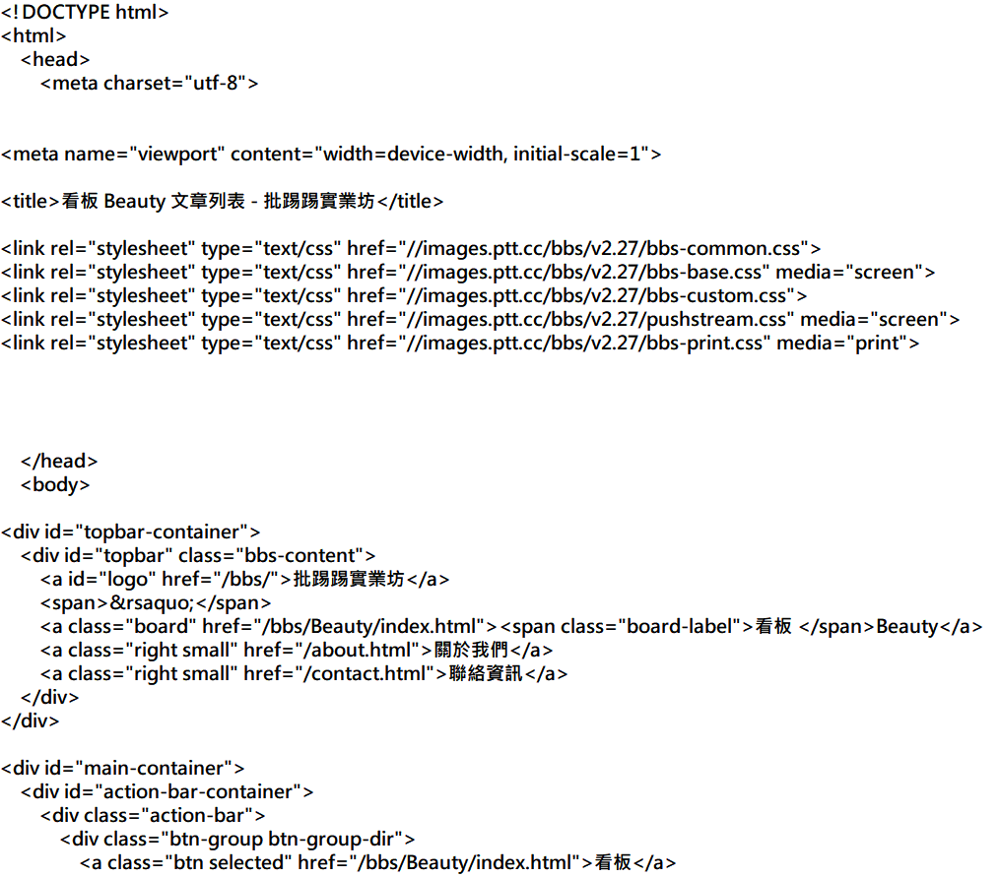 <!DOCTYPE html>
<html>
<head>
<meta charset="utf-8">
<meta name="viewport" content="width=device-width, initial-scale=1">
<title>看板 Beauty 文章列表 - 批踢踢實業坊</title>
<link rel="stylesheet" type="text/css" href="//images.ptt.cc/bbs/v2.27/bbs-common.css">
<link rel="stylesheet" type="text/css" href="//images.ptt.cc/bbs/v2.27/bbs-base.css" media="screen">
<link rel="stylesheet" type="text/css" href="//images.ptt.cc/bbs/v2.27/bbs-custom.css">
<link rel="stylesheet" type="text/css" href="//images.ptt.cc/bbs/v2.27/pushstream.css" media="screen">
<link rel="stylesheet" type="text/css" href="//images.ptt.cc/bbs/v2.27/bbs-print.css" media="print">
</head>
<body>
<div id="topbar-container">
<div id="topbar" class="bbs-content">
<a id="logo" href="/bbs/">批踢踢實業坊</a>
<span>&rsaquo;</span>
<a class="board" href="/bbs/Beauty/index.html"><span class="board-label">看板 </span>Beauty</a>
<a class="right small" href="/about.html">關於我們</a>
<a class="right small" href="/contact.html">聯絡資訊</a>
</div>
</div>
<div id="main-container">
<div id="action-bar-container">
<div class="action-bar">
<div class="btn-group btn-group-dir">
<a class="btn selected" href="/bbs/Beauty/index.html">看板</a>